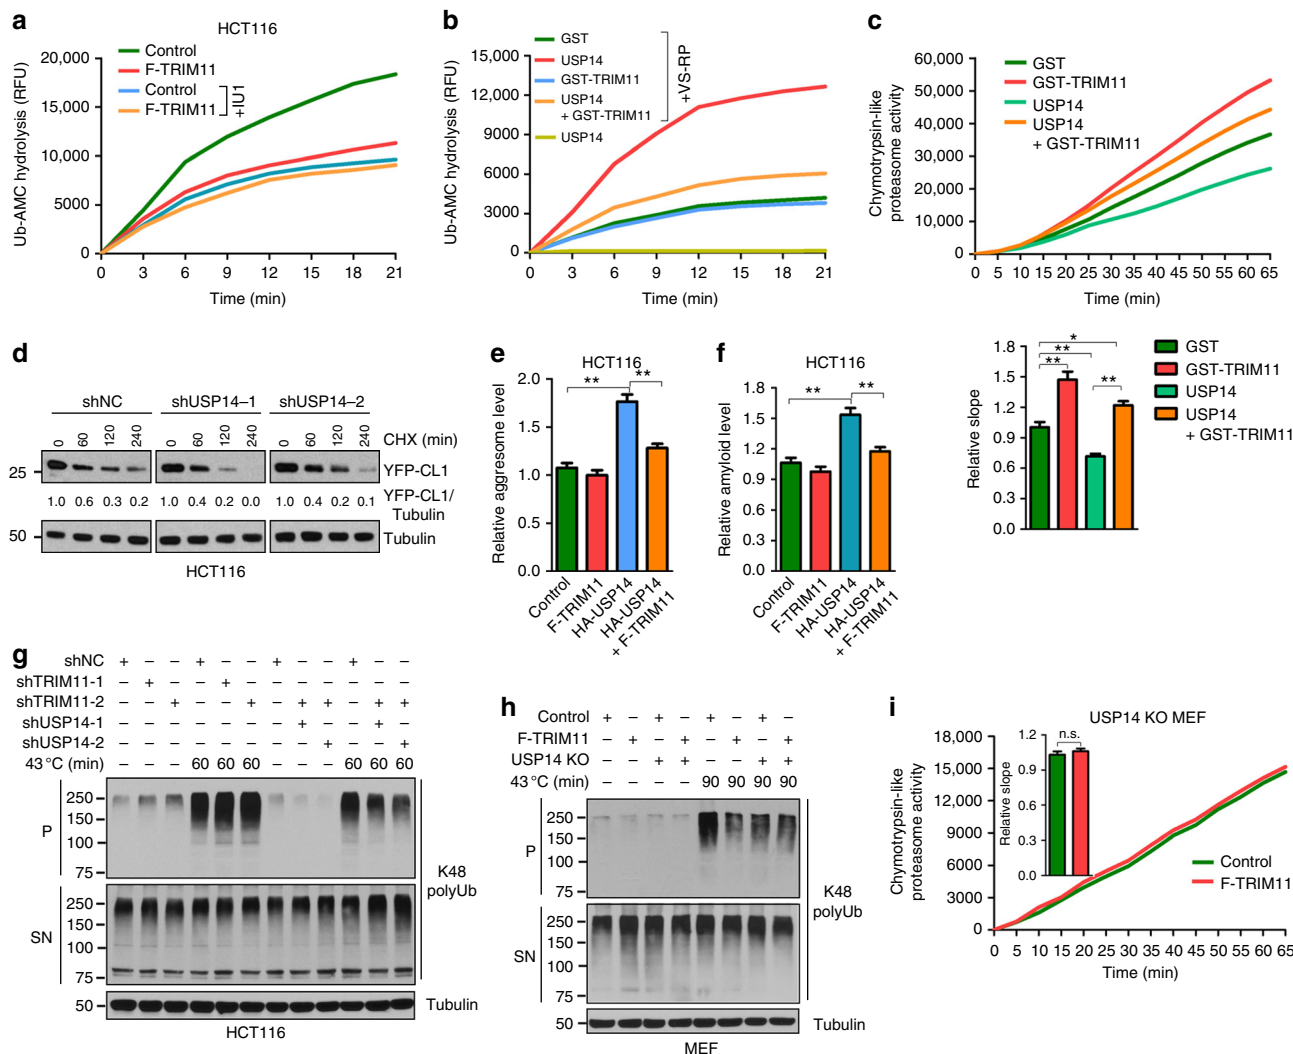 a
HCT116
Ub-AMC hydrolysis (RFU)
20,000
15,000
10,000
5000
0
Control
F-TRIM11
Control
F-TRIM11
+IU1
0 3 6 9 12 15 18 21
Time (min)
b
Ub-AMC hydrolysis (RFU)
15,000
12,000
9000
6000
3000
0
GST
USP14
GST-TRIM11
USP14
+ GST-TRIM11
USP14
+VS-RP
0 3 6 9 12 15 18 21
Time (min)
c
Chymotrypsin-like
proteasome activity
60,000
50,000
40,000
30,000
20,000
10,000
0
GST
GST-TRIM11
USP14
USP14
+ GST-TRIM11
0 5 10 15 20 25 30 35 40 45 50 55 60 65
Time (min)
Relative slope
1.8
1.5
1.2
0.9
0.6
0.3
0.0
*
**
**
**
GST
GST-TRIM11
USP14
USP14
+ GST-TRIM11
d
shNC shUSP14–1 shUSP14–2
0 60 120 240 0 60 120 240 0 60 120 240 CHX (min)
25 YFP-CL1
1.0 0.6 0.3 0.2 1.0 0.4 0.2 0.0 1.0 0.4 0.2 0.1 YFP-CL1/
Tubulin
50 Tubulin
HCT116
e
HCT116
Relative aggresome level
2.0
1.5
1.0
0.5
0.0
** **
Control
F-TRIM11
HA-USP14
HA-USP14
+ F-TRIM11
f
HCT116
Relative amyloid level
1.8
1.5
1.2
0.9
0.6
0.3
0.0
** **
Control
F-TRIM11
HA-USP14
HA-USP14
+ F-TRIM11
g
shNC + – – + – – + – – + – –
shTRIM11-1 – + – – + – – – – – – –
shTRIM11-2 – – + – – + – + + – + +
shUSP14-1 – – – – – – – + – – + –
shUSP14-2 – – – – – – – – + – – +
43 °C (min) – – – 60 60 60 – – – 60 60 60
P
250
150
100
75
SN
250
150
100
75
K48
polyUb
50 Tubulin
HCT116
h
Control + – + – + – + –
F-TRIM11 – + – + – + – +
USP14 KO – – + + – – + +
43 °C (min) – – – – 90 90 90 90
P
250
150
100
75
SN
250
150
100
75
K48
polyUb
50 Tubulin
MEF
i
USP14 KO MEF
Chymotrypsin-like
proteasome activity
18,000
15,000
12,000
9000
6000
3000
0
Relative slope
1.2
0.9
0.6
0.3
0.0
n.s.
Control
F-TRIM11
0 5 10 15 20 25 30 35 40 45 50 55 60 65
Time (min)